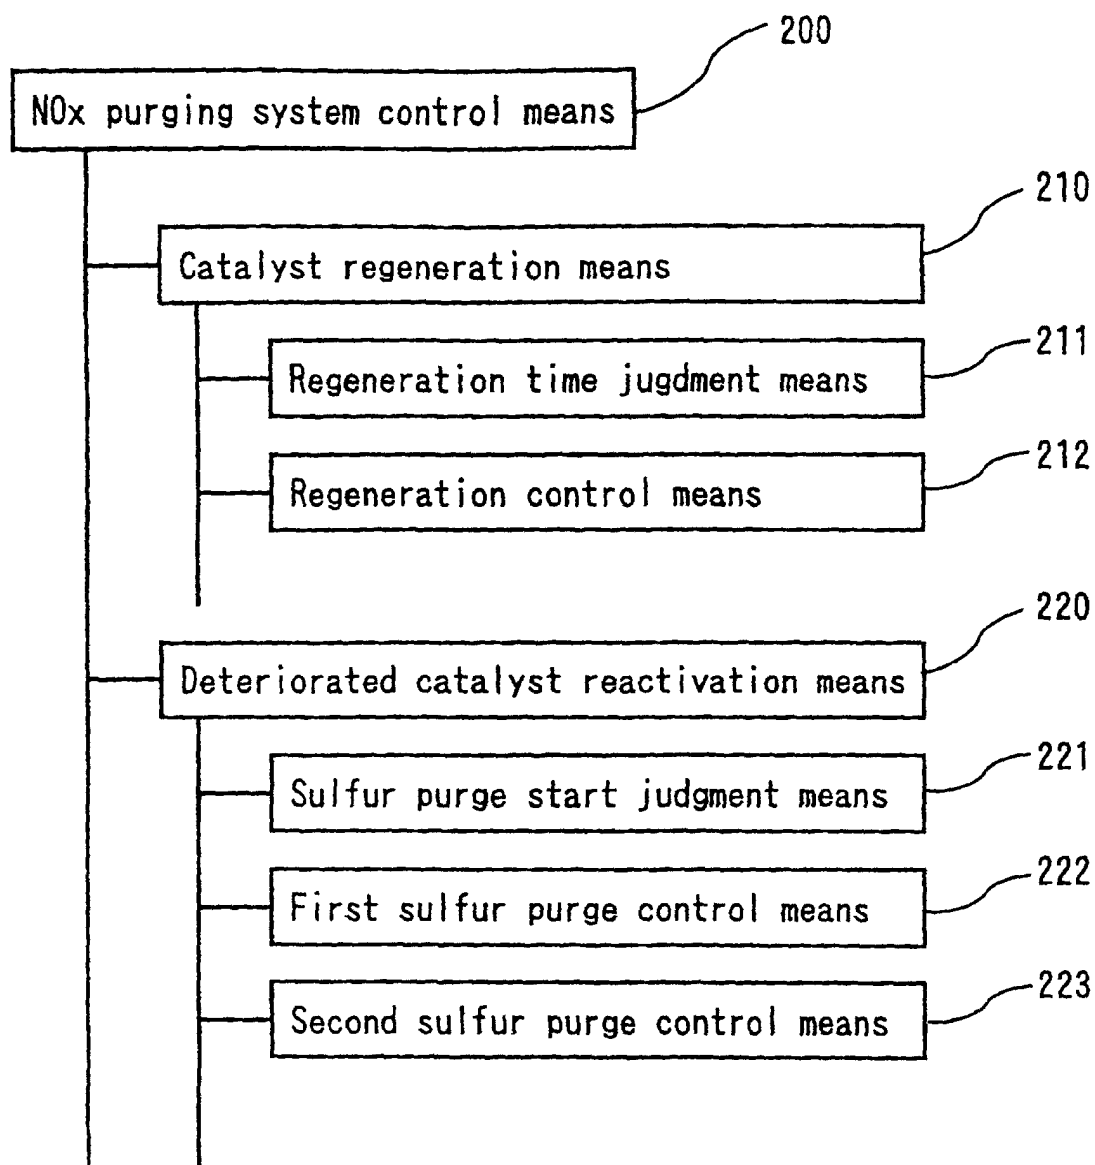 200
NOx purging system control means
210
Catalyst regeneration means
211
Regeneration time jugdment means
212
Regeneration control means
220
Deteriorated catalyst reactivation means
221
Sulfur purge start judgment means
222
First sulfur purge control means
223
Second sulfur purge control means